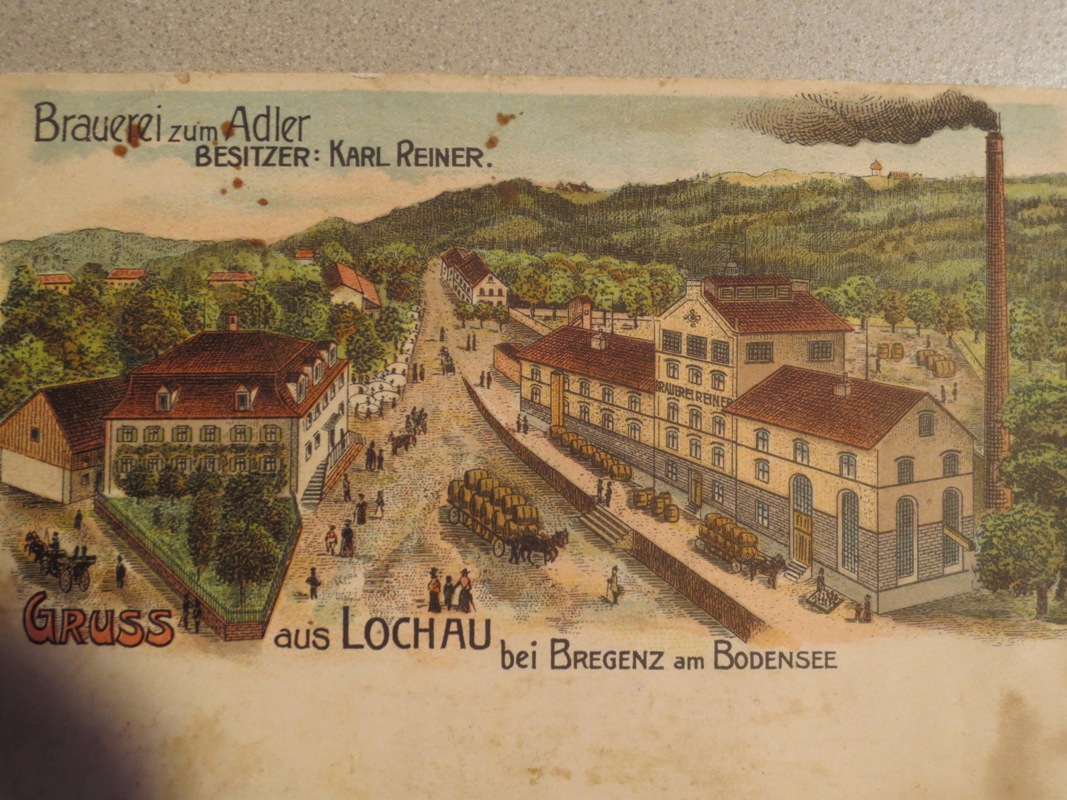 Brauerei zum Adler
BESITZER: KARL REINER.
BRAUEREI REINER
GRUSS aus LOCHAU
bei BREGENZ am BODENSEE